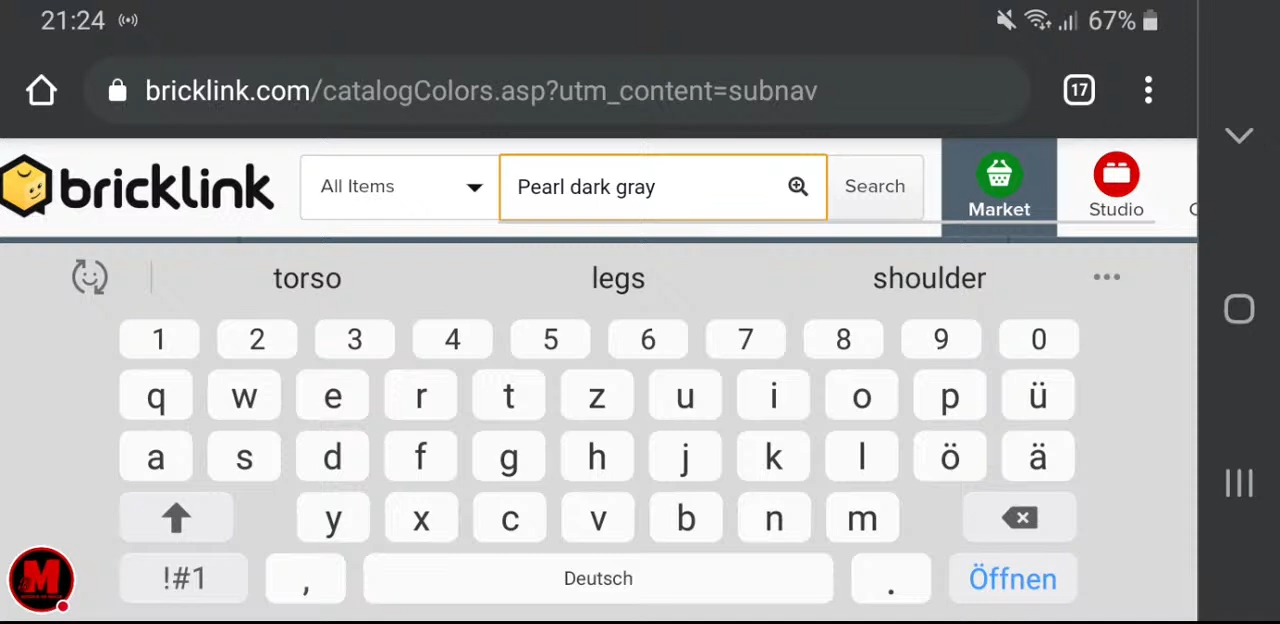 21:24 67%
bricklink.com/catalogColors.asp?utm_content=subnav 17
bricklink All Items Pearl dark gray Search Market Studio
torso legs shoulder
1 2 3 4 5 6 7 8 9 0
q w e r t z u i o p ü
a s d f g h j k l ö ä
y x c v b n m
M !#1 , Deutsch . Öffnen